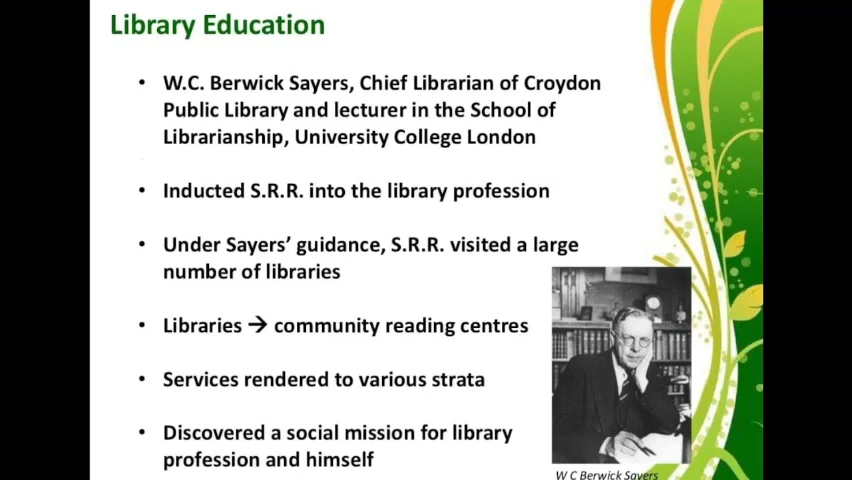 Library Education
• W.C. Berwick Sayers, Chief Librarian of Croydon
Public Library and lecturer in the School of
Librarianship, University College London
• Inducted S.R.R. into the library profession
• Under Sayers’ guidance, S.R.R. visited a large
number of libraries
• Libraries → community reading centres
• Services rendered to various strata
• Discovered a social mission for library
profession and himself
W C Berwick Sayers